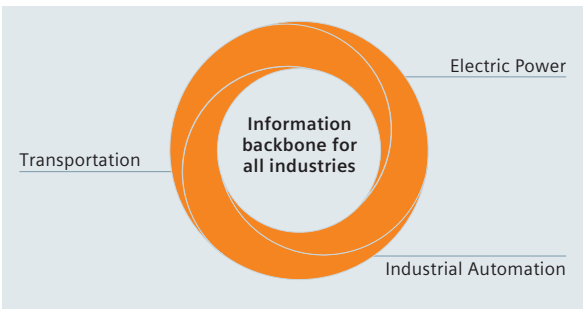 Electric Power
Information
backbone for
all industries
Transportation
Industrial Automation